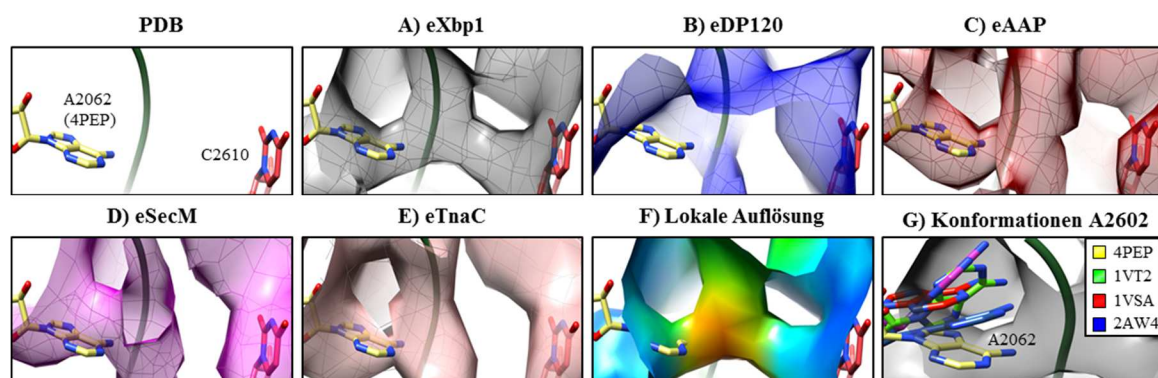 PDB
A) eXbp1
B) eDP120
C) eAAP
A2062
(4PEP)
C2610
D) eSecM
E) eTnaC
F) Lokale Auflösung
G) Konformationen A2602
4PEP
1VT2
1VSA
2AW4
A2062